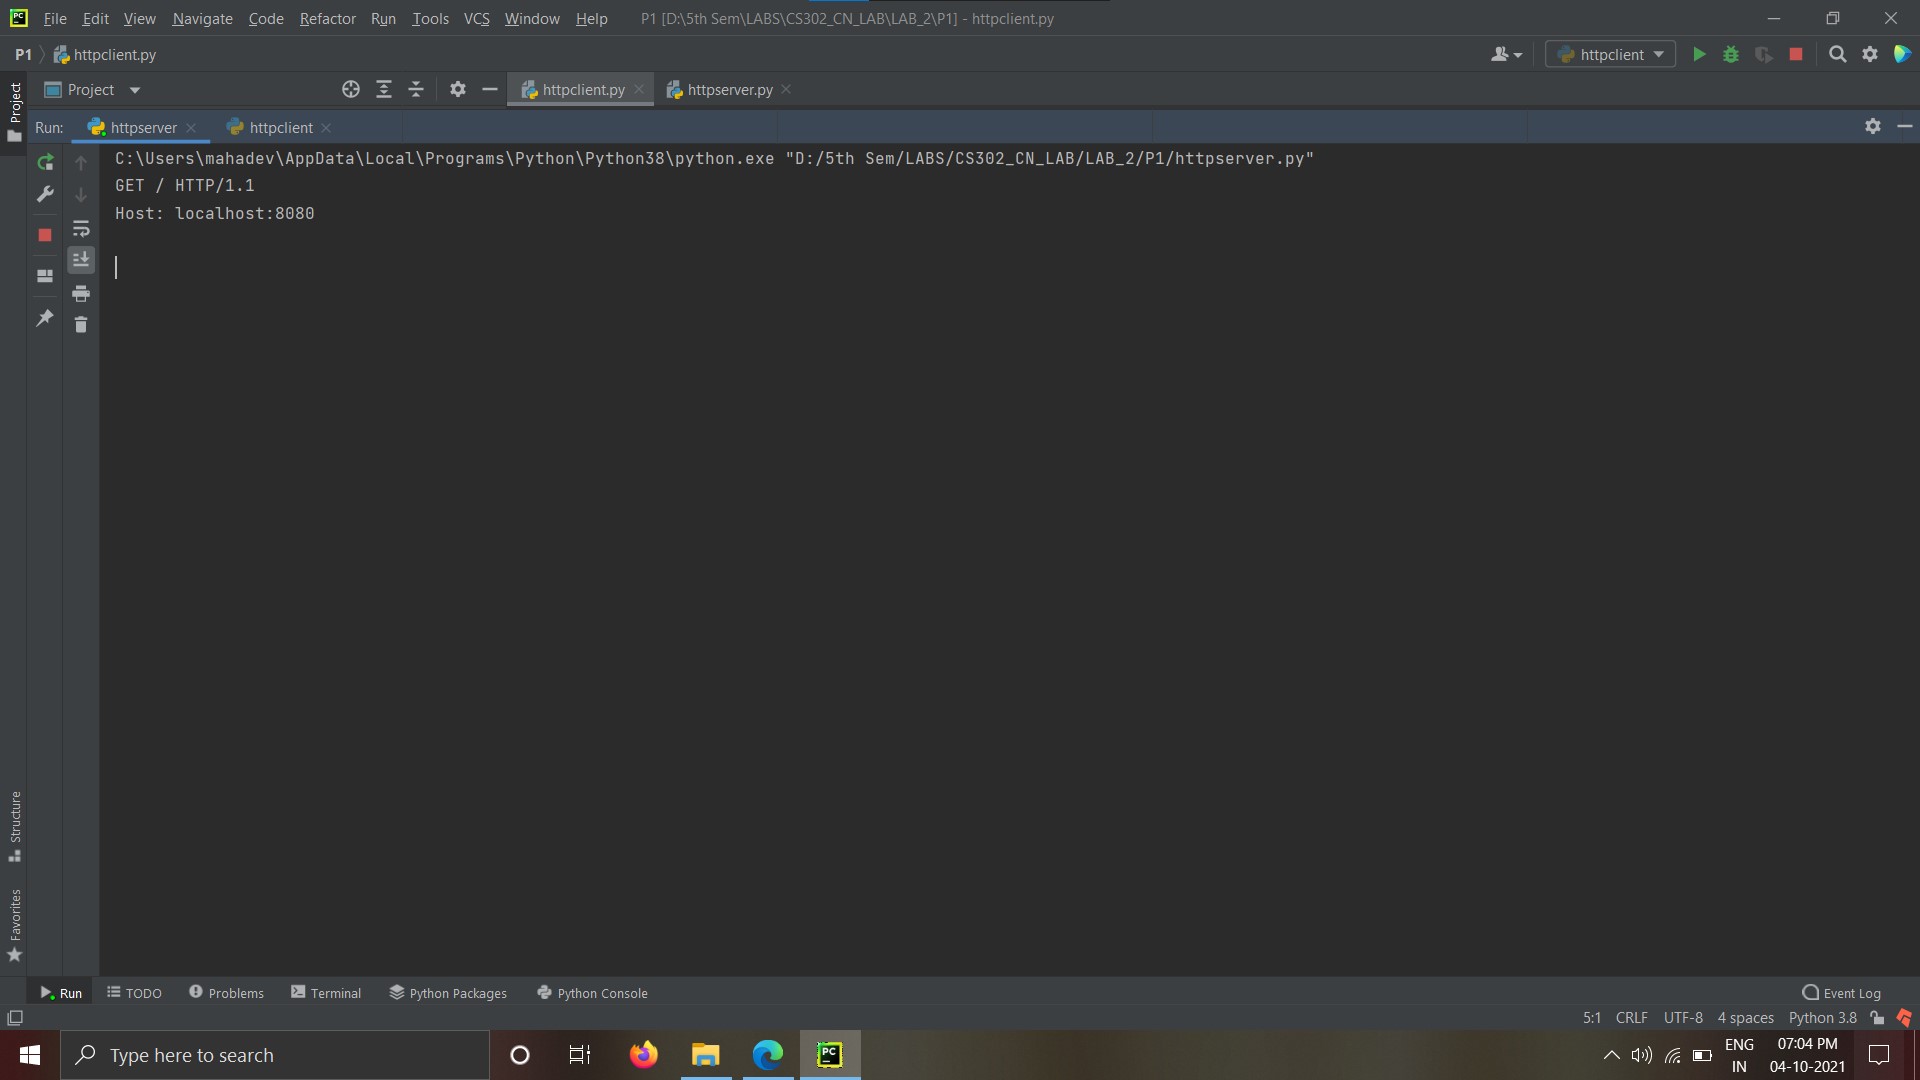 File Edit View Navigate Code Refactor Run Tools VCS Window Help P1 [D:\5th Sem\LABS\CS302_CN_LAB\LAB_2\P1] - httpclient.py
P1 httpclient.py httpclient
Project Project httpclient.py httpserver.py
Run: httpserver httpclient
C:\Users\mahadev\AppData\Local\Programs\Python\Python38\python.exe "D:/5th Sem/LABS/CS302_CN_LAB/LAB_2/P1/httpserver.py"
GET / HTTP/1.1
Host: localhost:8080
Structure
Favorites
Run TODO Problems Terminal Python Packages Python Console Event Log
5:1 CRLF UTF-8 4 spaces Python 3.8
Type here to search
PC
ENG 07:04 PM
IN 04-10-2021